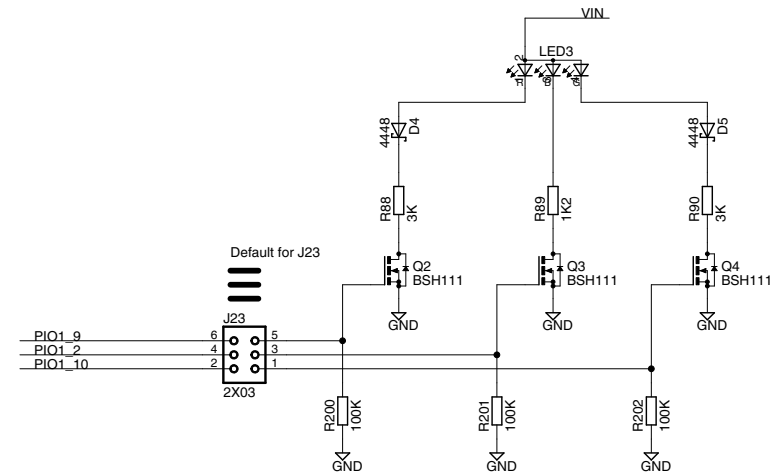 VIN
LED3
2
4448
D4
4448
D5
R88
3K
R89
1K2
R90
3K
Default for J23
Q2
BSH111
Q3
BSH111
Q4
BSH111
GND
GND
GND
J23
PIO1_9
6
5
PIO1_2
4
3
PIO1_10
2
1
2X03
R200
100K
R201
100K
R202
100K
GND
GND
GND